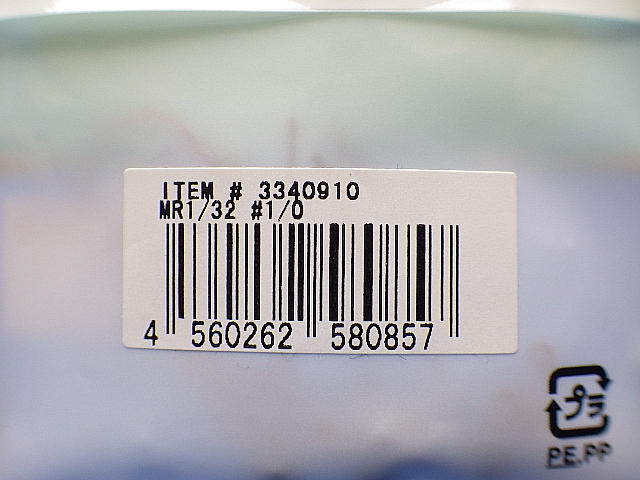 ITEM # 3340910
MR1/32 #1/0
4 560262 580857
プラ
PE,PP